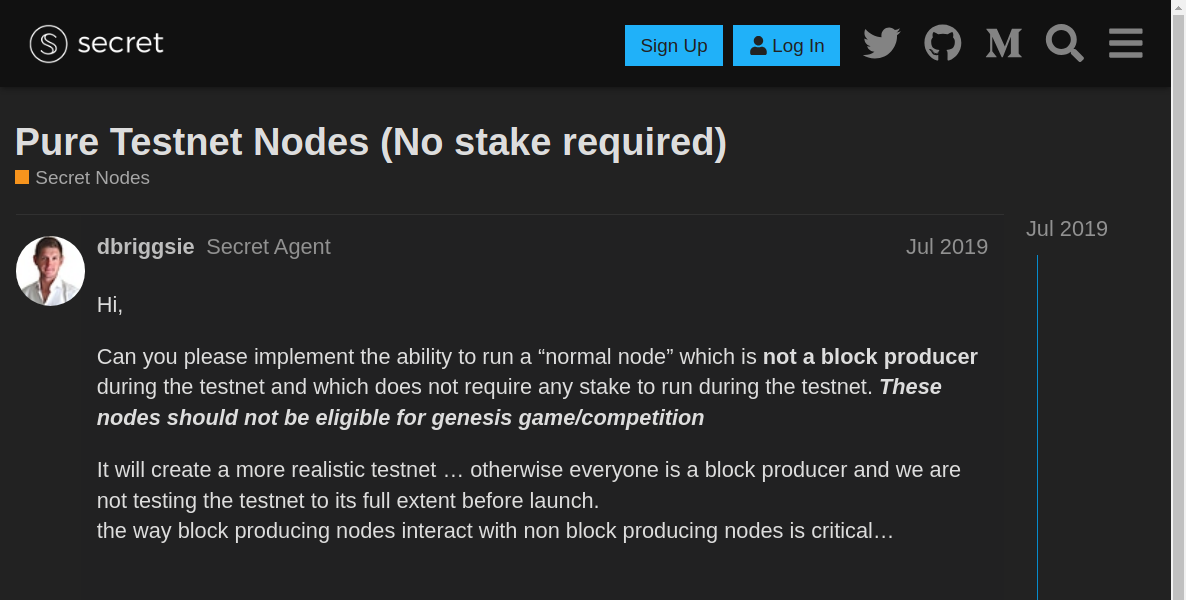 secret
Sign Up
Log In
Pure Testnet Nodes (No stake required)
Secret Nodes
dbriggsie Secret Agent
Jul 2019
Jul 2019
Hi,
Can you please implement the ability to run a “normal node” which is not a block producer
during the testnet and which does not require any stake to run during the testnet. These
nodes should not be eligible for genesis game/competition
It will create a more realistic testnet … otherwise everyone is a block producer and we are
not testing the testnet to its full extent before launch.
the way block producing nodes interact with non block producing nodes is critical…